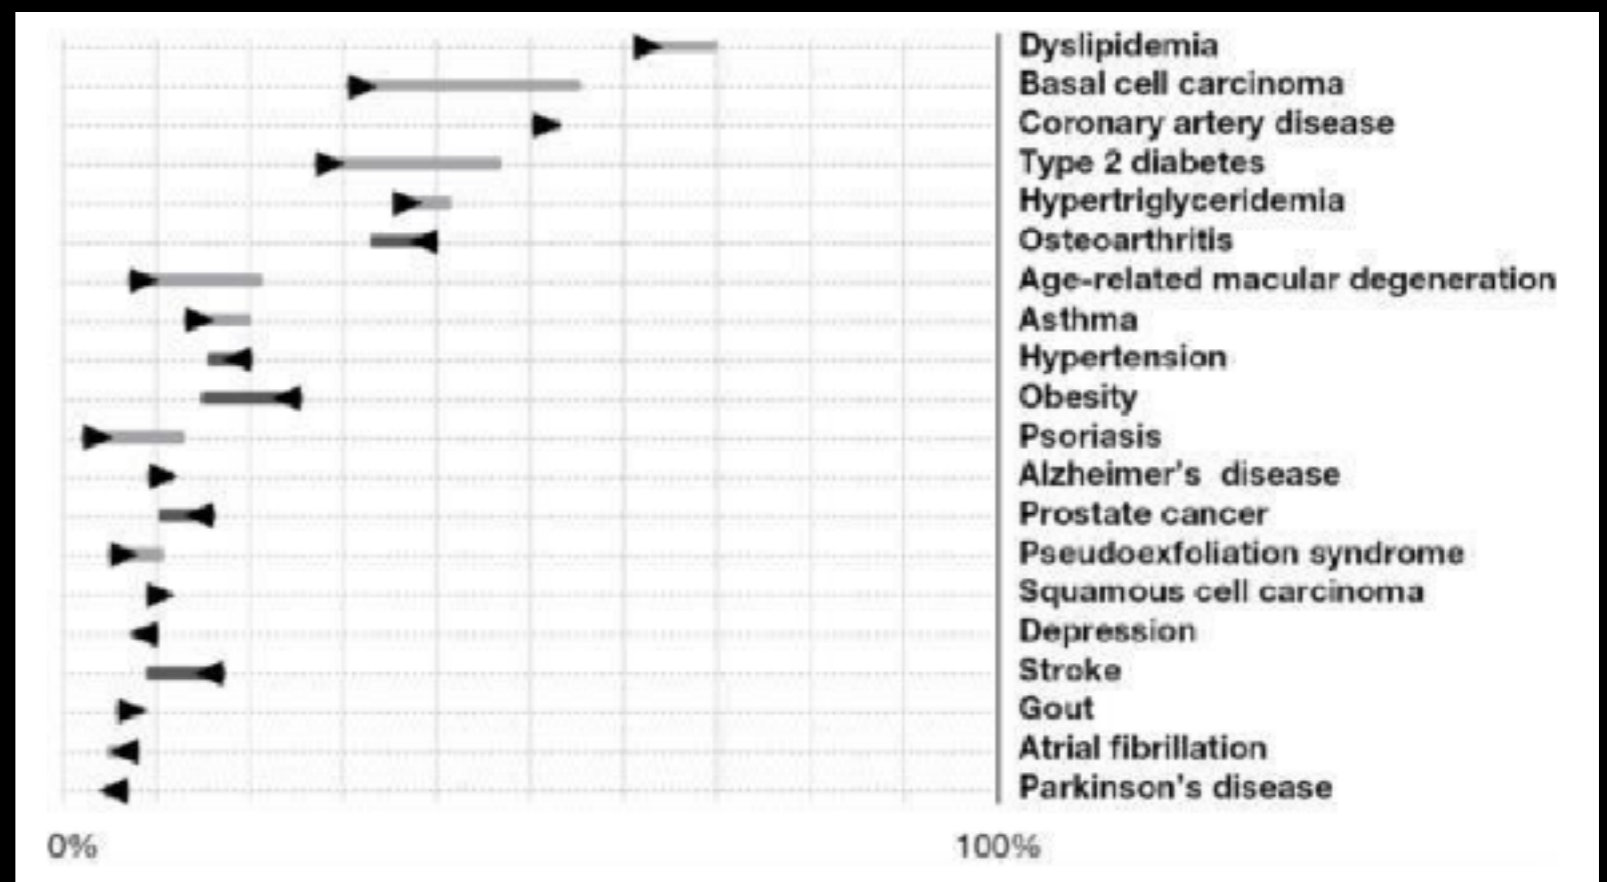 Dyslipidemia
Basal cell carcinoma
Coronary artery disease
Type 2 diabetes
Hypertriglyceridemia
Osteoarthritis
Age-related macular degeneration
Asthma
Hypertension
Obesity
Psoriasis
Alzheimer's disease
Prostate cancer
Pseudoexfoliation syndrome
Squamous cell carcinoma
Depression
Stroke
Gout
Atrial fibrillation
Parkinson's disease
0% 100%